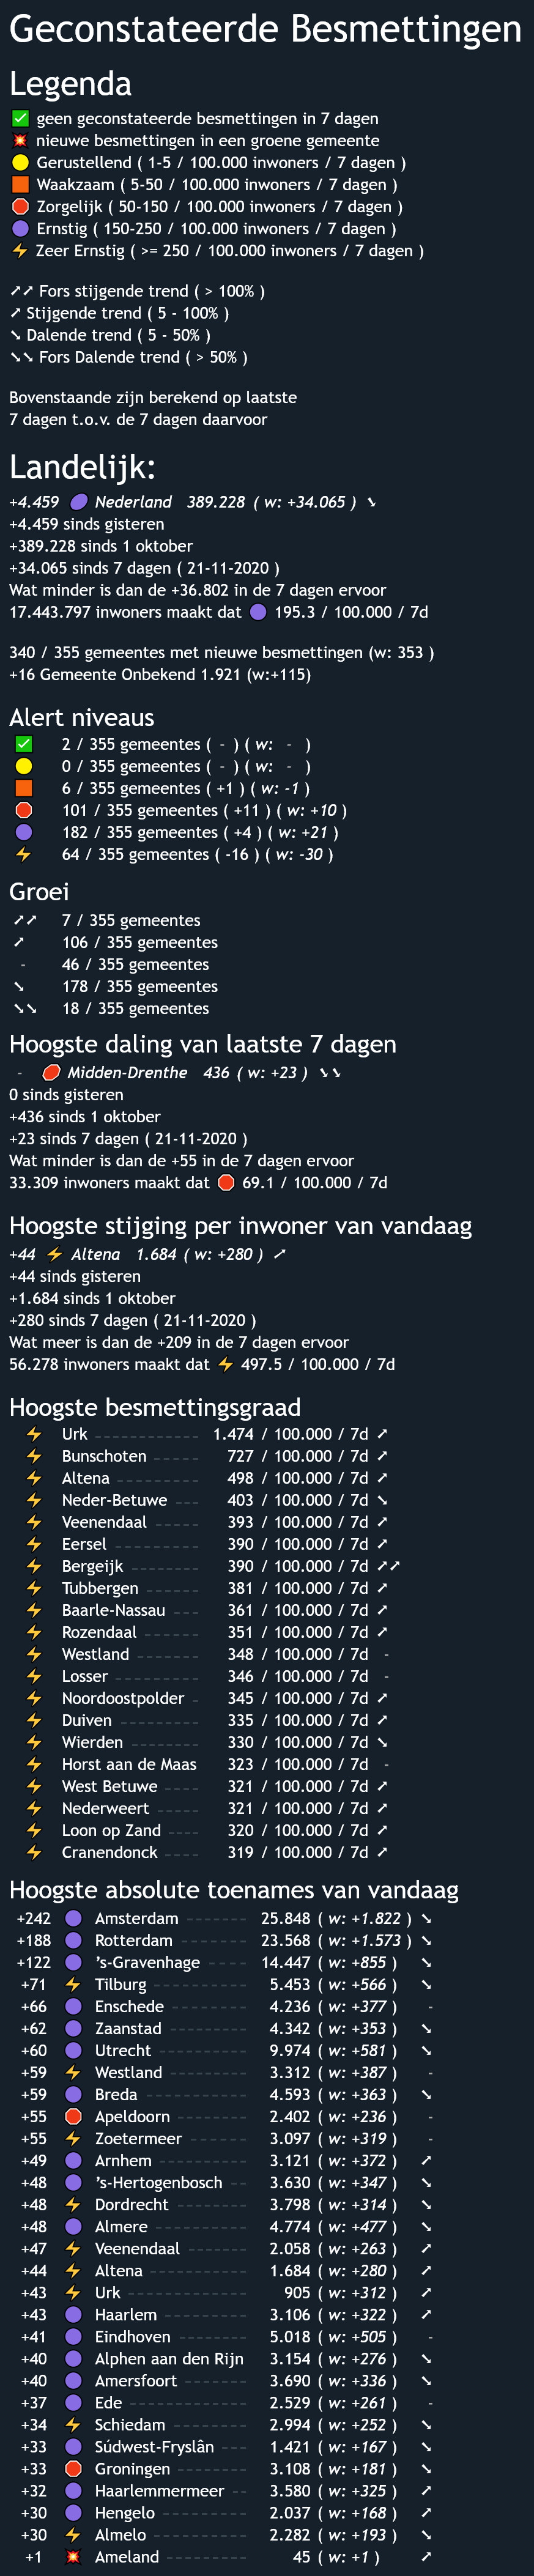 Geconstateerde Besmettingen
Legenda
✅ geen geconstateerde besmettingen in 7 dagen
💥 nieuwe besmettingen in een groene gemeente
Gerustellend ( 1-5 / 100.000 inwoners / 7 dagen )
Waakzaam ( 5-50 / 100.000 inwoners / 7 dagen )
Zorgelijk ( 50-150 / 100.000 inwoners / 7 dagen )
Ernstig ( 150-250 / 100.000 inwoners / 7 dagen )
⚡ Zeer Ernstig ( >= 250 / 100.000 inwoners / 7 dagen )
↗↗ Fors stijgende trend ( > 100% )
↗ Stijgende trend ( 5 - 100% )
↘ Dalende trend ( 5 - 50% )
↘↘ Fors Dalende trend ( > 50% )
Bovenstaande zijn berekend op laatste
7 dagen t.o.v. de 7 dagen daarvoor
Landelijk:
+4.459 Nederland 389.228 ( w: +34.065 ) ↘
+4.459 sinds gisteren
+389.228 sinds 1 oktober
+34.065 sinds 7 dagen ( 21-11-2020 )
Wat minder is dan de +36.802 in de 7 dagen ervoor
17.443.797 inwoners maakt dat 195.3 / 100.000 / 7d
340 / 355 gemeentes met nieuwe besmettingen (w: 353 )
+16 Gemeente Onbekend 1.921 (w:+115)
Alert niveaus
2 / 355 gemeentes ( - ) ( w: - )
0 / 355 gemeentes ( - ) ( w: - )
6 / 355 gemeentes ( +1 ) ( w: -1 )
101 / 355 gemeentes ( +11 ) ( w: +10 )
182 / 355 gemeentes ( +4 ) ( w: +21 )
64 / 355 gemeentes ( -16 ) ( w: -30 )
Groei
↗↗ 7 / 355 gemeentes
↗ 106 / 355 gemeentes
- 46 / 355 gemeentes
↘ 178 / 355 gemeentes
↘↘ 18 / 355 gemeentes
Hoogste daling van laatste 7 dagen
- Midden-Drenthe 436 ( w: +23 ) ↘↘
0 sinds gisteren
+436 sinds 1 oktober
+23 sinds 7 dagen ( 21-11-2020 )
Wat minder is dan de +55 in de 7 dagen ervoor
33.309 inwoners maakt dat 69.1 / 100.000 / 7d
Hoogste stijging per inwoner van vandaag
+44 ⚡ Altena 1.684 ( w: +280 ) ↗
+44 sinds gisteren
+1.684 sinds 1 oktober
+280 sinds 7 dagen ( 21-11-2020 )
Wat meer is dan de +209 in de 7 dagen ervoor
56.278 inwoners maakt dat ⚡ 497.5 / 100.000 / 7d
Hoogste besmettingsgraad
Urk 1.474 / 100.000 / 7d ↗
Bunschoten 727 / 100.000 / 7d ↗
Altena 498 / 100.000 / 7d ↗
Neder-Betuwe 403 / 100.000 / 7d ↘
Veenendaal 393 / 100.000 / 7d ↗
Eersel 390 / 100.000 / 7d ↗
Bergeijk 390 / 100.000 / 7d ↗↗
Tubbergen 381 / 100.000 / 7d ↗
Baarle-Nassau 361 / 100.000 / 7d ↗
Rozendaal 351 / 100.000 / 7d ↗
Westland 348 / 100.000 / 7d -
Losser 346 / 100.000 / 7d -
Noordoostpolder 345 / 100.000 / 7d ↗
Duiven 335 / 100.000 / 7d ↗
Wierden 330 / 100.000 / 7d ↘
Horst aan de Maas 323 / 100.000 / 7d -
West Betuwe 321 / 100.000 / 7d ↗
Nederweert 321 / 100.000 / 7d ↗
Loon op Zand 320 / 100.000 / 7d ↗
Cranendonck 319 / 100.000 / 7d ↗
Hoogste absolute toenames van vandaag
+242 Amsterdam 25.848 ( w: +1.822 ) ↘
+188 Rotterdam 23.568 ( w: +1.573 ) ↘
+122 's-Gravenhage 14.447 ( w: +855 ) ↘
+71 Tilburg 5.453 ( w: +566 ) ↘
+66 Enschede 4.236 ( w: +377 ) -
+62 Zaanstad 4.342 ( w: +353 ) ↘
+60 Utrecht 9.974 ( w: +581 ) ↘
+59 Westland 3.312 ( w: +387 ) -
+59 Breda 4.593 ( w: +363 ) ↘
+55 Apeldoorn 2.402 ( w: +236 ) -
+55 Zoetermeer 3.097 ( w: +319 ) -
+49 Arnhem 3.121 ( w: +372 ) ↗
+48 's-Hertogenbosch 3.630 ( w: +347 ) ↘
+48 Dordrecht 3.798 ( w: +314 ) ↘
+48 Almere 4.774 ( w: +477 ) ↘
+47 Veenendaal 2.058 ( w: +263 ) ↗
+44 Altena 1.684 ( w: +280 ) ↗
+43 Urk 905 ( w: +312 ) ↗
+43 Haarlem 3.106 ( w: +322 ) ↗
+41 Eindhoven 5.018 ( w: +505 ) -
+40 Alphen aan den Rijn 3.154 ( w: +276 ) ↘
+40 Amersfoort 3.690 ( w: +336 ) ↘
+37 Ede 2.529 ( w: +261 ) -
+34 Schiedam 2.994 ( w: +252 ) ↘
+33 Súdwest-Fryslân 1.421 ( w: +167 ) ↘
+33 Groningen 3.108 ( w: +181 ) ↘
+32 Haarlemmermeer 3.580 ( w: +325 ) ↗
+30 Hengelo 2.037 ( w: +168 ) ↗
+30 Almelo 2.282 ( w: +193 ) ↘
+1 Ameland 45 ( w: +1 ) ↗